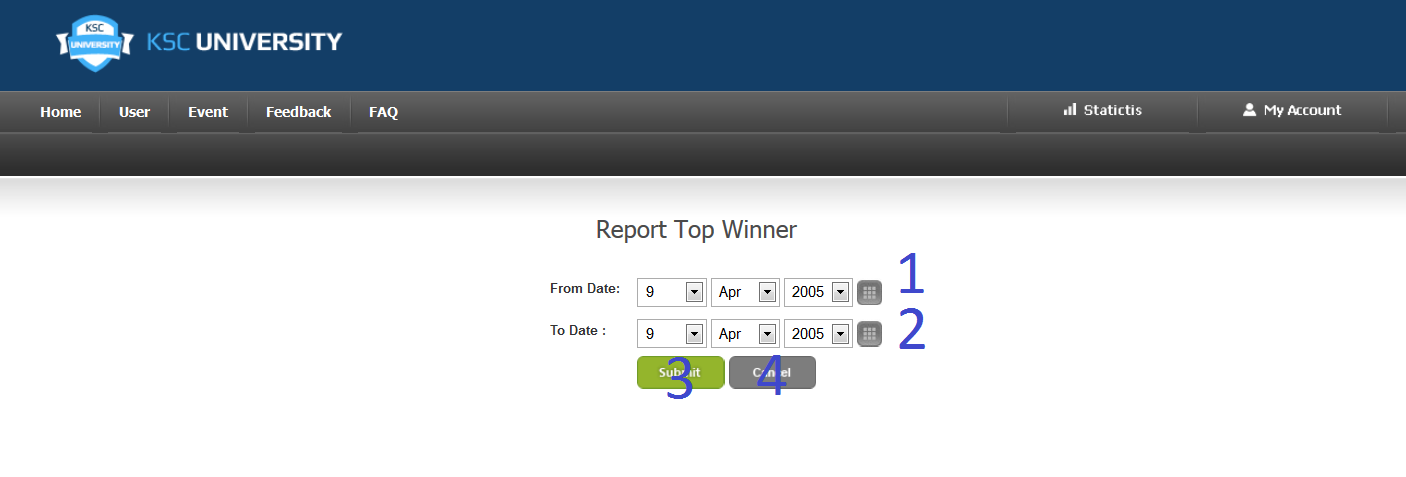 KSC
UNIVERSITY
KSC UNIVERSITY
Home User Event Feedback FAQ Statictis My Account
Report Top Winner
From Date: 9 Apr 2005 1
To Date : 9 Apr 2005 2
Submit 3 Cancel 4